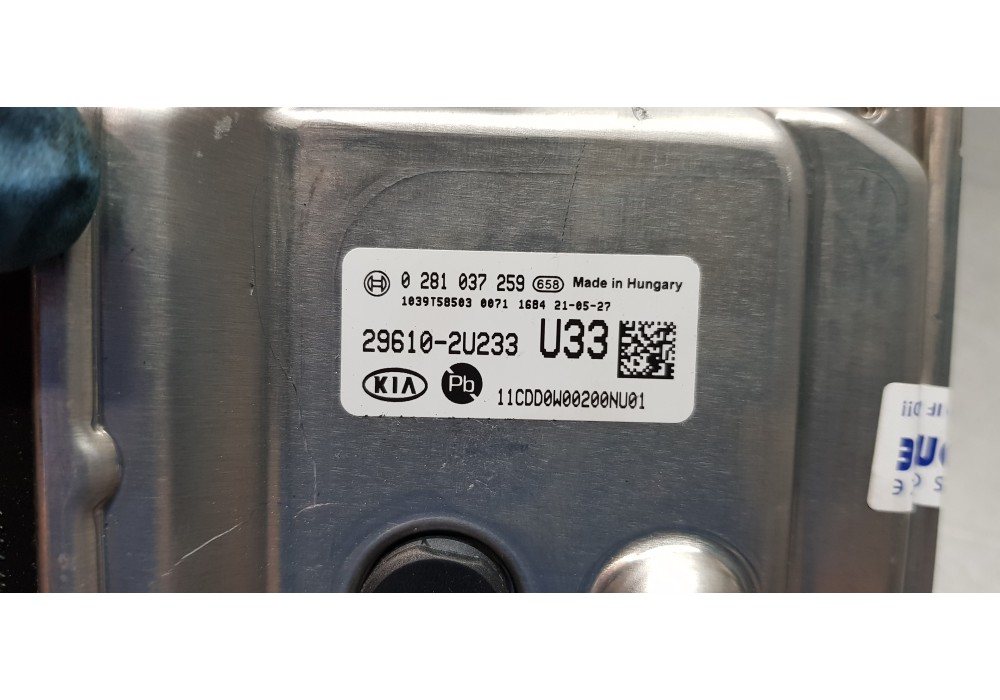 0 281 037 259 658 Made in Hungary
1039T58503 0071 1684 21-05-27
29610-2U233 U33
KIA Pb 11CDD0W00200NU01